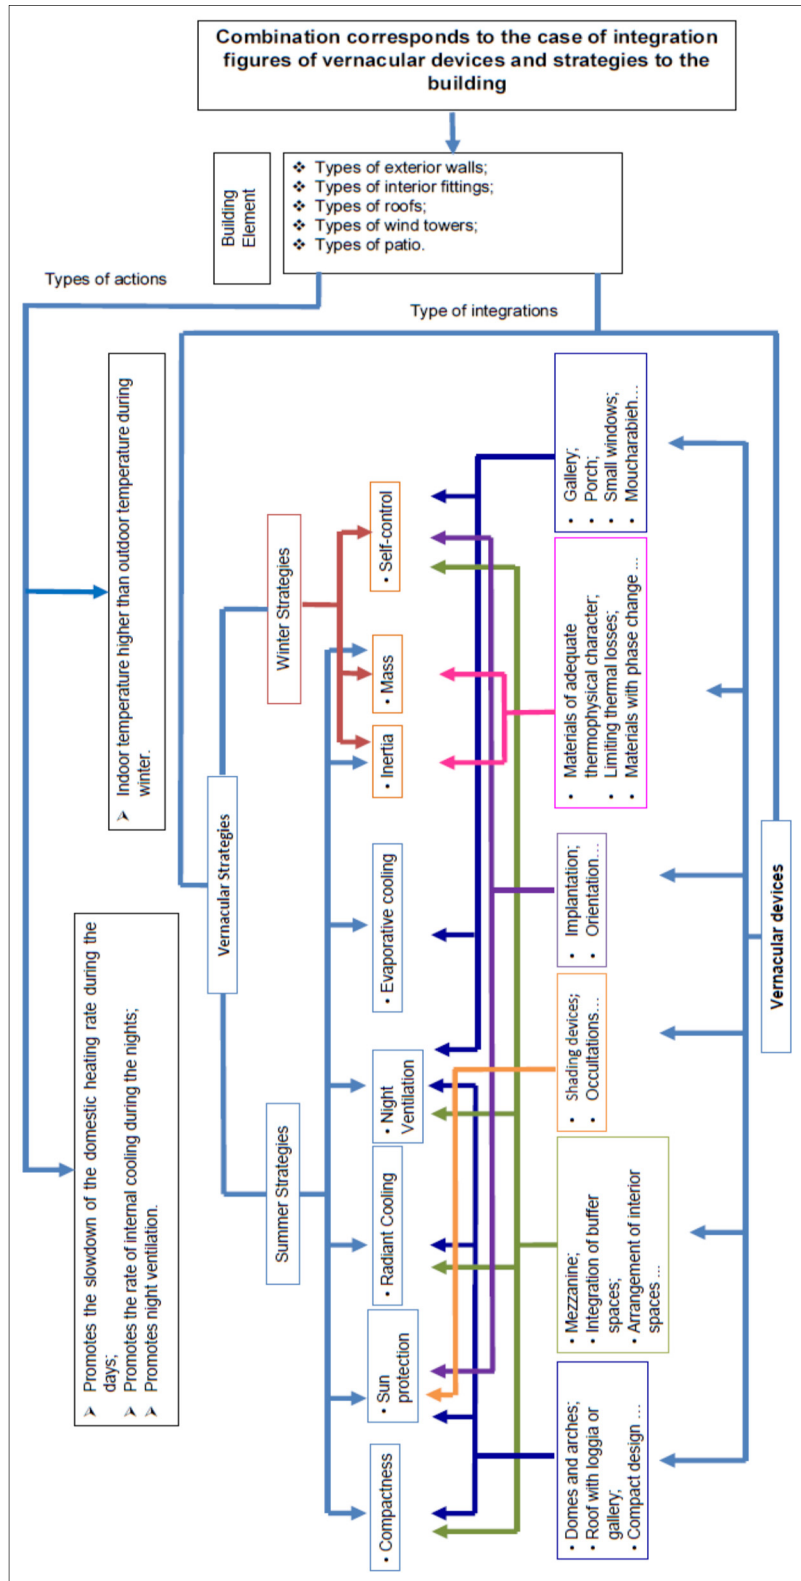 Combination corresponds to the case of integration
figures of vernacular devices and strategies to the
building
Building
Element
❖ Types of exterior walls;
❖ Types of interior fittings;
❖ Types of roofs;
❖ Types of wind towers;
❖ Types of patio.
Types of actions
Type of integrations
➢ Promotes the slowdown of the domestic heating rate during the
days;
➢ Promotes the rate of internal cooling during the nights;
➢ Promotes night ventilation.
➢ Indoor temperature higher than outdoor temperature during
winter.
Vernacular Strategies
Summer Strategies
Winter Strategies
• Compactness
• Sun
protection
• Radiant Cooling
• Night
Ventilation
• Evaporative cooling
• Inertia
• Mass
• Self-control
• Domes and arches;
• Roof with loggia or
gallery;
• Compact design ...
• Mezzanine;
• Integration of buffer
spaces;
• Arrangement of interior
spaces ...
• Shading devices;
• Occultations…
• Implantation;
• Orientation…
• Materials of adequate
thermophysical character;
• Limiting thermal losses;
• Materials with phase change ...
• Gallery;
• Porch;
• Small windows;
• Moucharabieh…
Vernacular devices